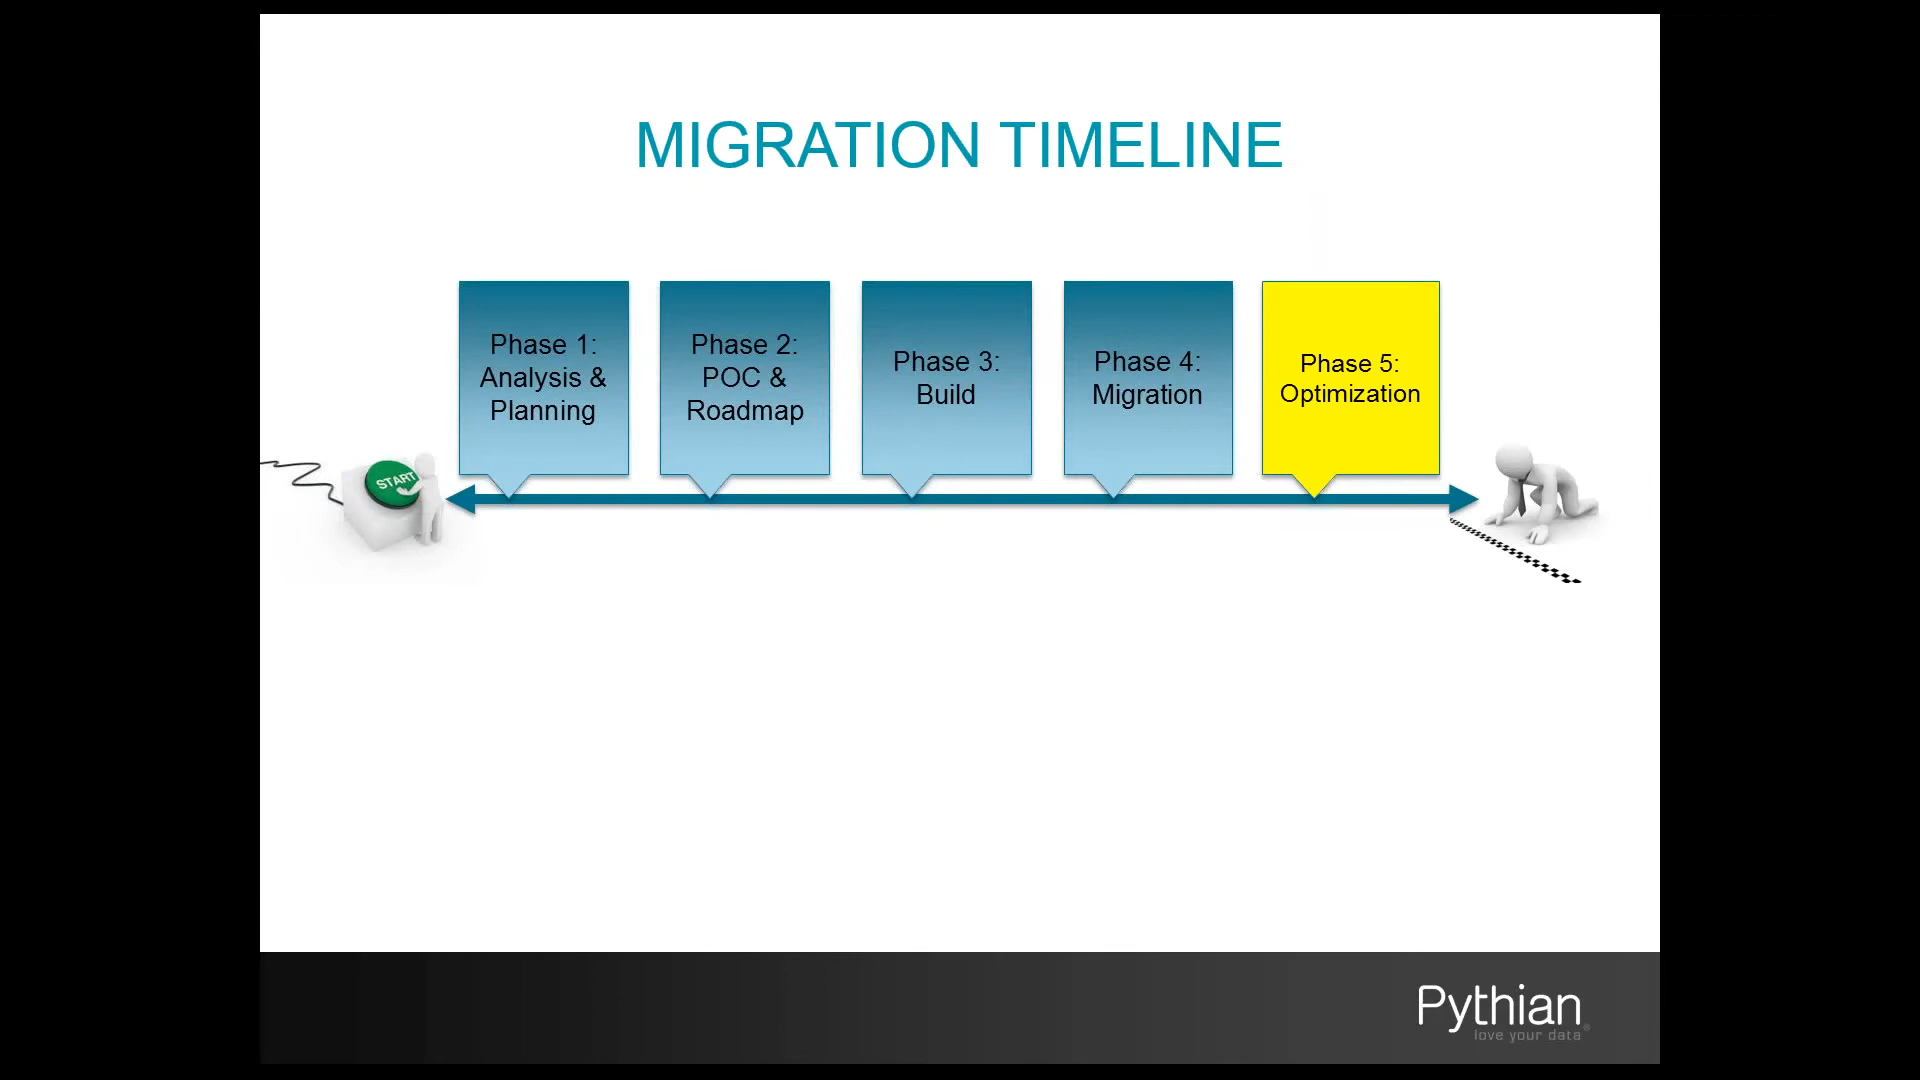 MIGRATION TIMELINE
Phase 1:
Analysis &
Planning
Phase 2:
POC &
Roadmap
Phase 3:
Build
Phase 4:
Migration
Phase 5:
Optimization
START
Pythian®
love your data